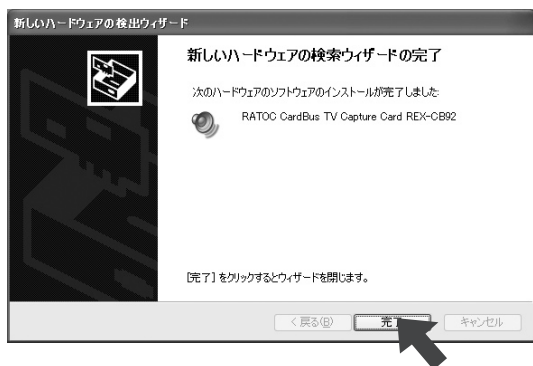 新しいハードウェアの検出ウィザード
新しいハードウェアの検索ウィザードの完了
次のハードウェアのソフトウェアのインストールが完了しました:
RATOC CardBus TV Capture Card REX-CB92
[完了] をクリックするとウィザードを閉じます。
< 戻る(B)
完了
キャンセル